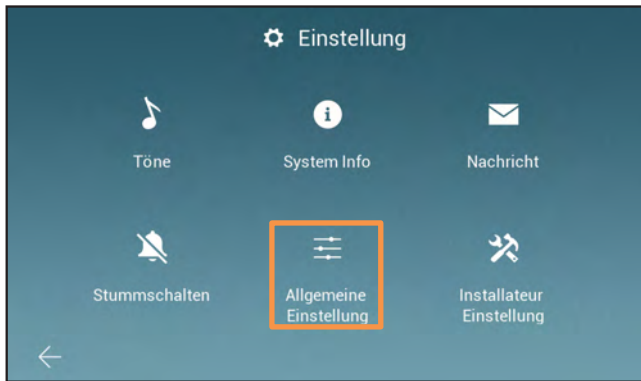 Einstellung
Töne
System Info
Nachricht
Stummschalten
Allgemeine
Einstellung
Installateur
Einstellung